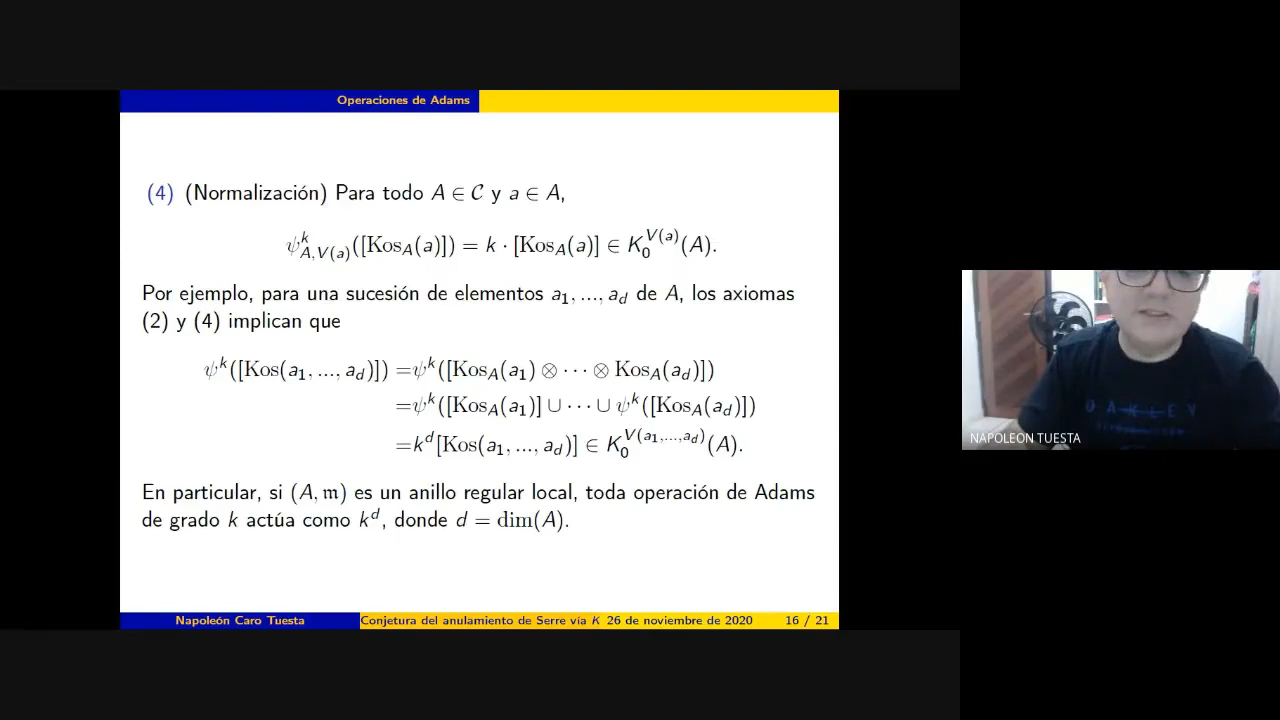 Operaciones de Adams
(4) (Normalización) Para todo A ∈ 𝒞 y a ∈ A,
ψ^k_{A,V(a)}([Kos_A(a)]) = k · [Kos_A(a)] ∈ K_0^{V(a)}(A).
Por ejemplo, para una sucesión de elementos a_1, ..., a_d de A, los axiomas
(2) y (4) implican que
ψ^k([Kos(a_1, ..., a_d)]) =ψ^k([Kos_A(a_1) ⊗ ··· ⊗ Kos_A(a_d)])
=ψ^k([Kos_A(a_1)] ∪ ··· ∪ ψ^k([Kos_A(a_d)])
=k^d[Kos(a_1, ..., a_d)] ∈ K_0^{V(a_1,...,a_d)}(A).
En particular, si (A, 𝔪) es un anillo regular local, toda operación de Adams
de grado k actúa como k^d, donde d = dim(A).
Napoleón Caro Tuesta Conjetura del anulamiento de Serre vía K 26 de noviembre de 2020 16 / 21
OAKLEY
NAPOLEON TUESTA